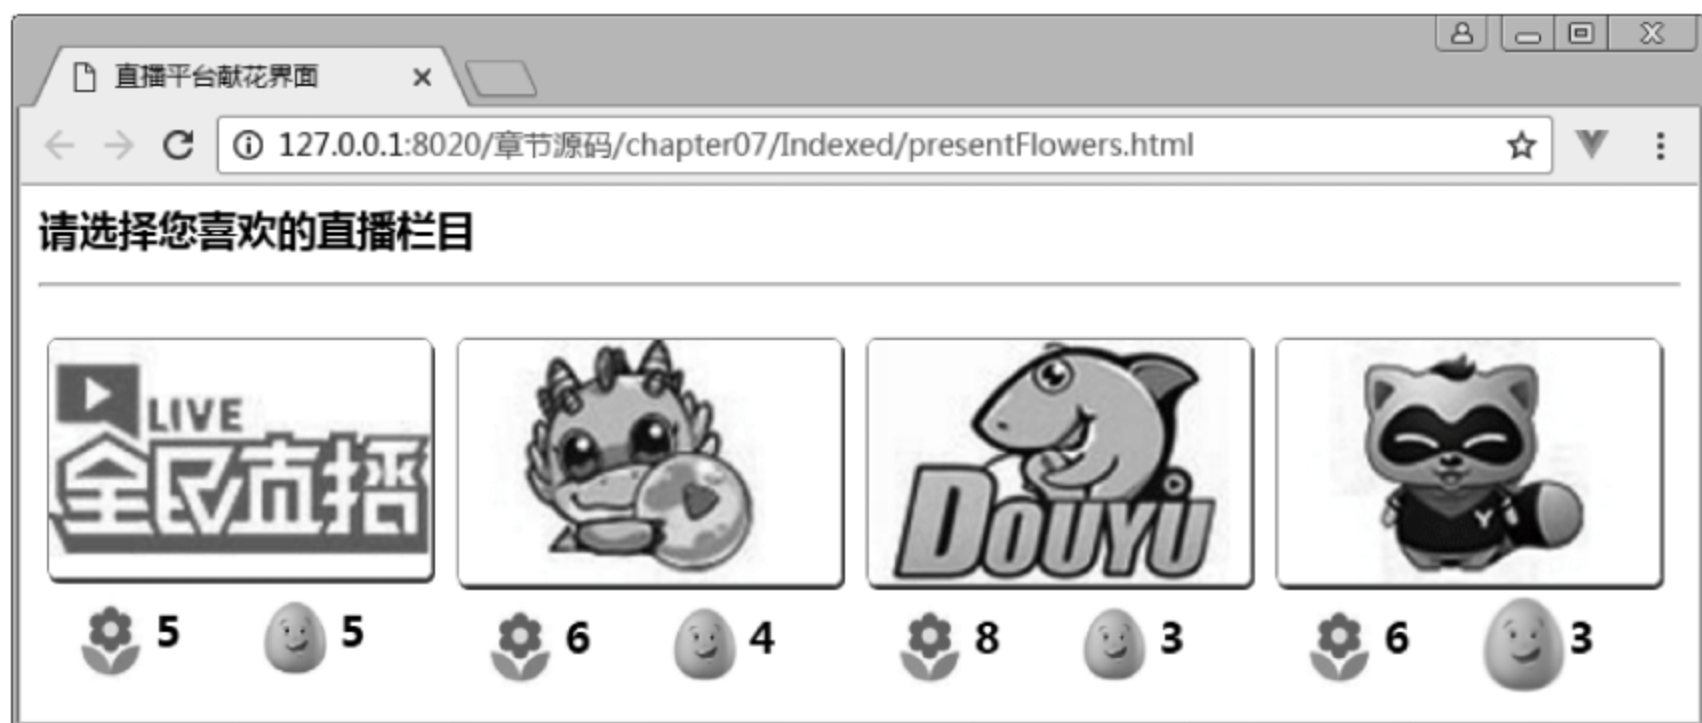 直播平台献花界面
127.0.0.1:8020/章节源码/chapter07/Indexed/presentFlowers.html
请选择您喜欢的直播栏目
LIVE
全民直播
DOUYU
Y
5 5 6 4 8 3 6 3